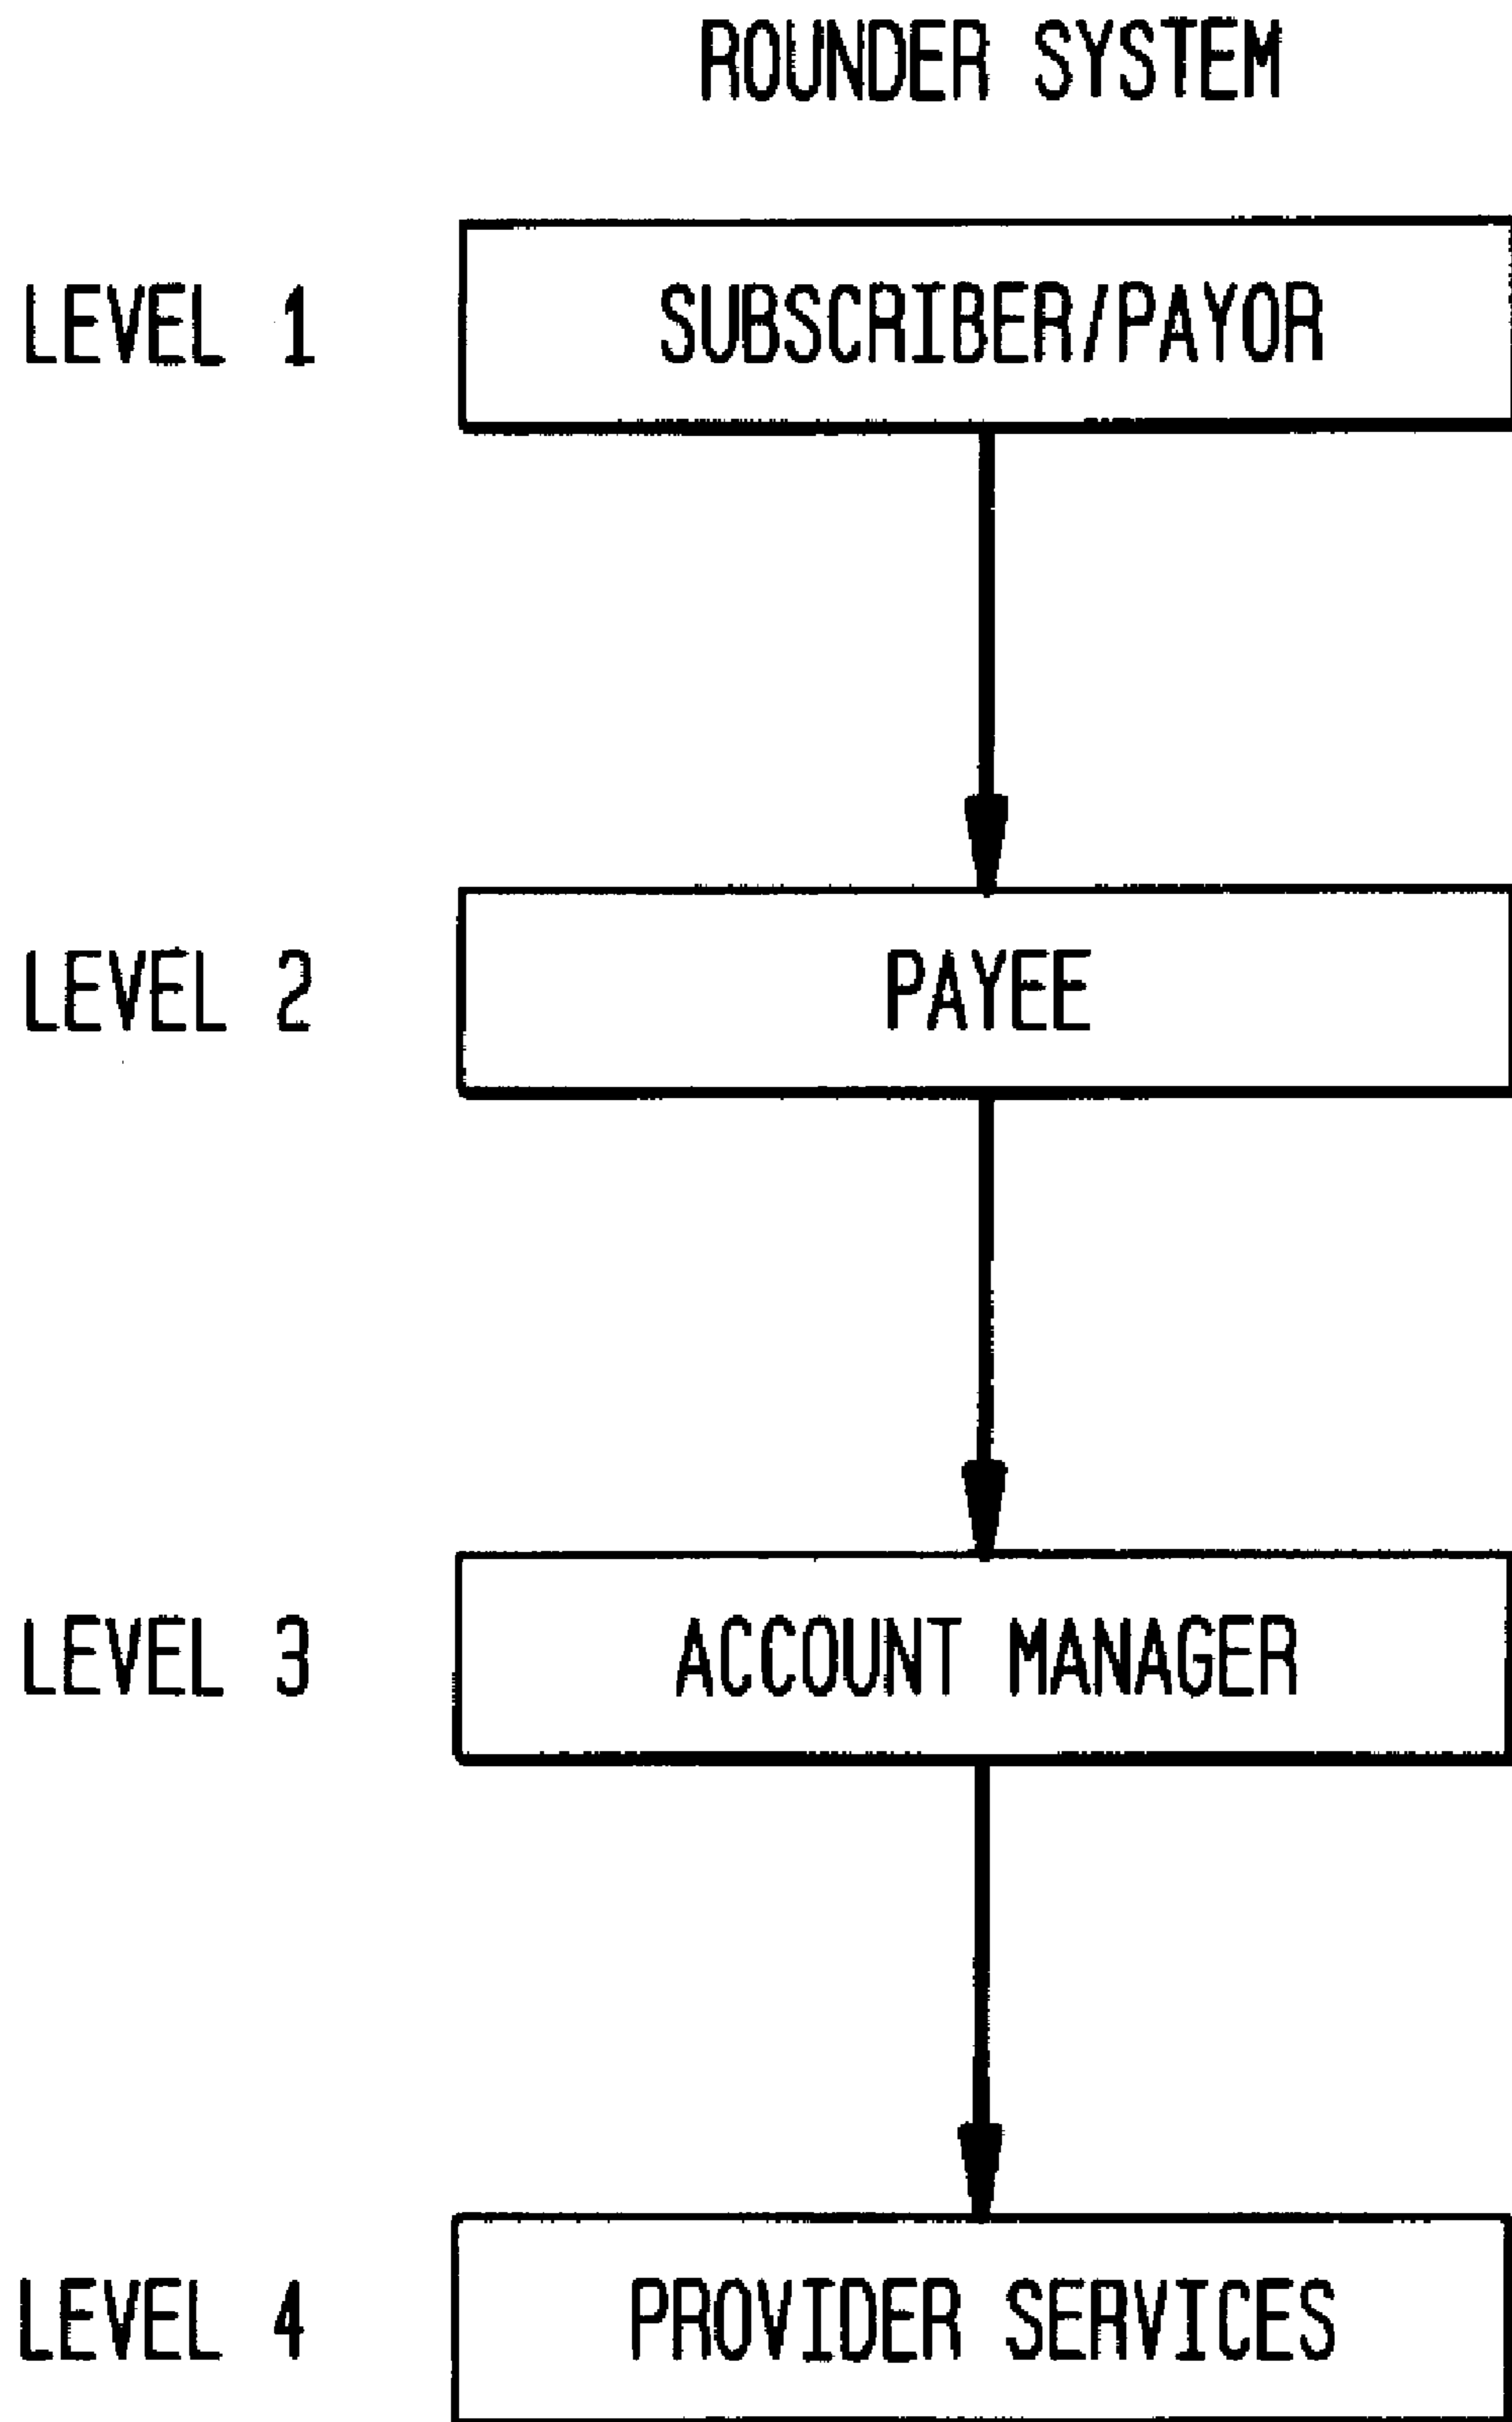 ROUNDER SYSTEM
LEVEL 1
SUBSCRIBER/PAYOR
LEVEL 2
PAYEE
LEVEL 3
ACCOUNT MANAGER
LEVEL 4
PROVIDER SERVICES